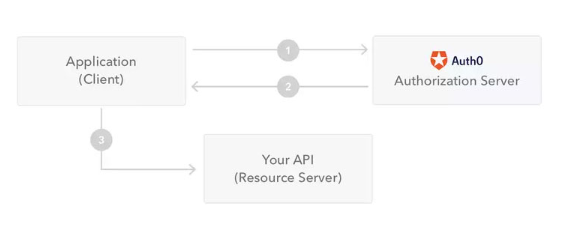 1
Application
(Client)
Auth0
Authorization Server
2
3
Your API
(Resource Server)